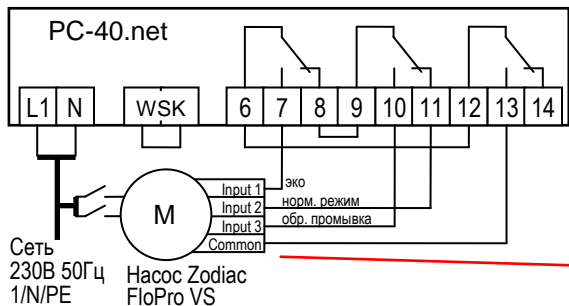 PC-40.net
L1 N WSK 6 7 8 9 10 11 12 13 14
Input 1 эко
Input 2 норм. режим
Input 3 обр. промывка
Common
M
Сеть
230В 50Гц
1/N/PE
Насос Zodiac
FloPro VS